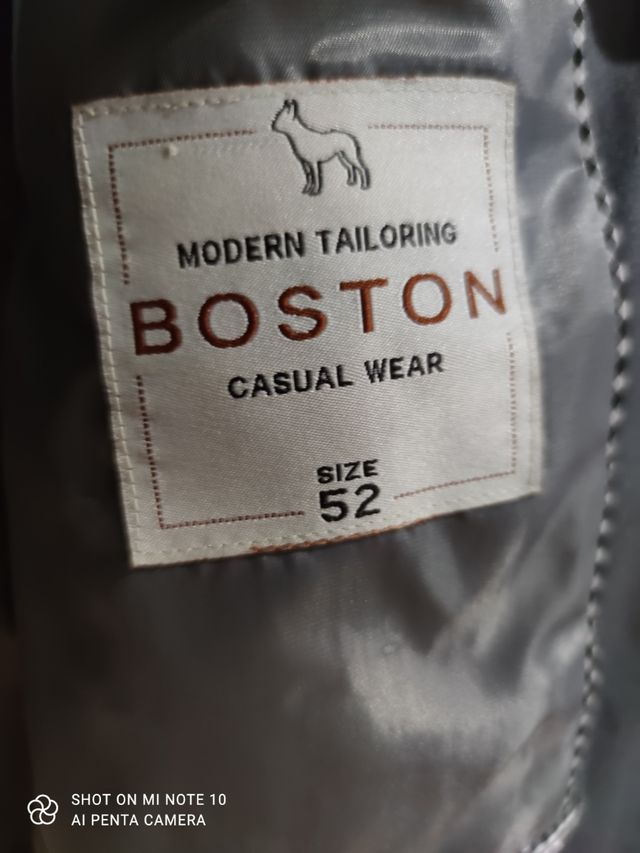 MODERN TAILORING
BOSTON
CASUAL WEAR
SIZE
52
SHOT ON MI NOTE 10
AI PENTA CAMERA